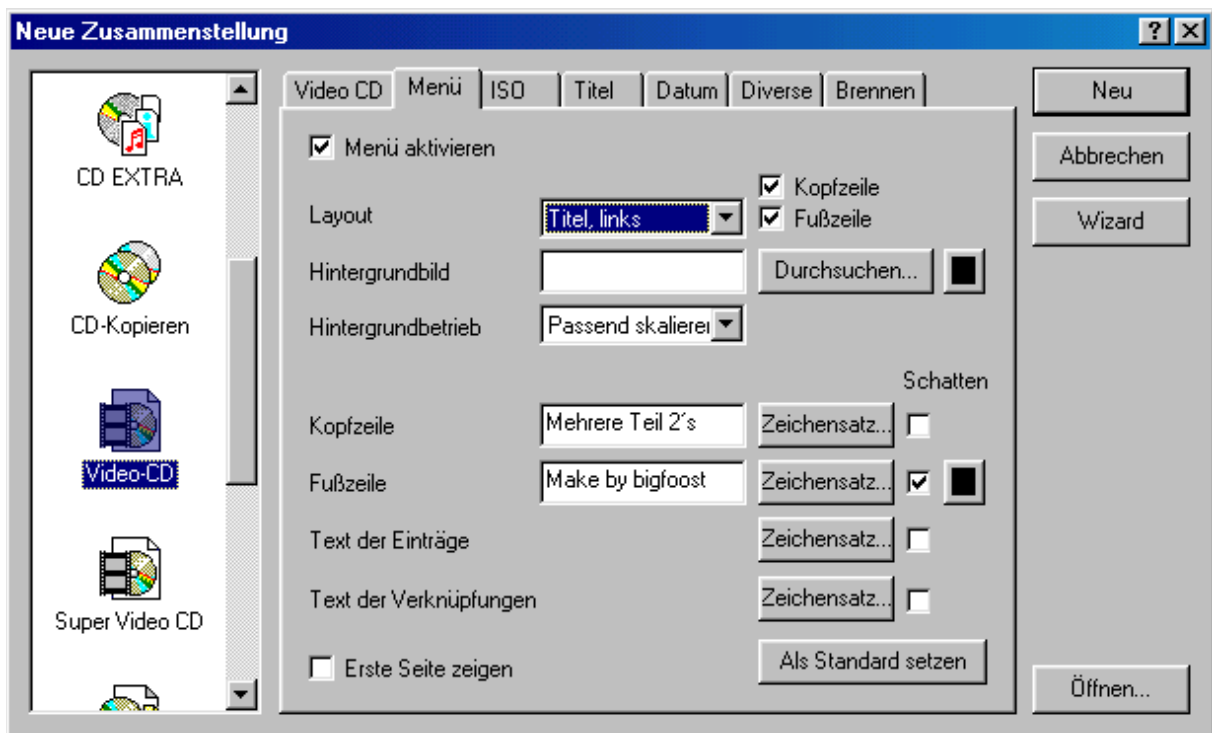 Neue Zusammenstellung
CD EXTRA
CD-Kopieren
Video-CD
Super Video CD
Video CD Menü ISO Titel Datum Diverse Brennen
Menü aktivieren
Kopfzeile
Layout Titel, links Fußzeile
Hintergrundbild Durchsuchen...
Hintergrundbetrieb Passend skalieren
Schatten
Kopfzeile Mehrere Teil 2´s Zeichensatz...
Fußzeile Make by bigfoost Zeichensatz...
Text der Einträge Zeichensatz...
Text der Verknüpfungen Zeichensatz...
Erste Seite zeigen Als Standard setzen
Neu
Abbrechen
Wizard
Öffnen...